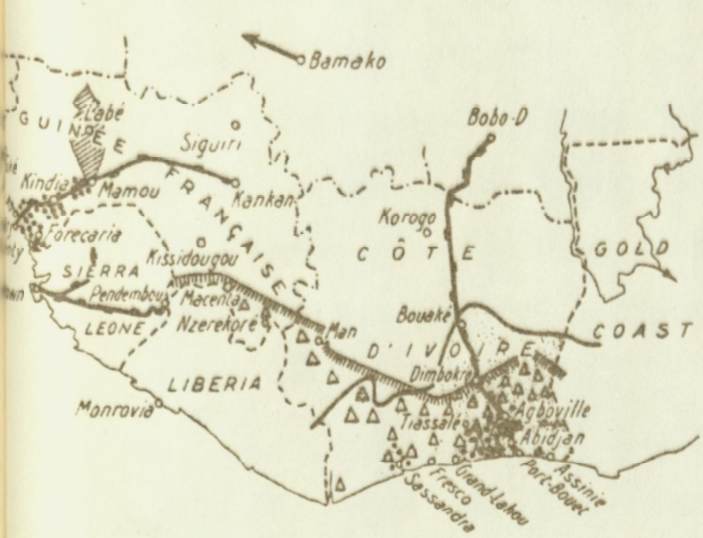 Bamako
Labé
GUINÉE
FRANÇAISE
Siguiri
Bobo-D
Kindia
Mamou
Kankan
Korogo
CÔTE
D'IVOIRE
GOLD
COAST
Forecaria
Kissidougou
SIERRA
LEONE
Pendembou
Macenta
Nzerekoré
Man
Bouaké
Dimbokro
LIBERIA
Monrovia
Tiassalé
Agboville
Abidjan
Assinie
Port-Bouet
Grand-Lahou
Fresco
Sassandra